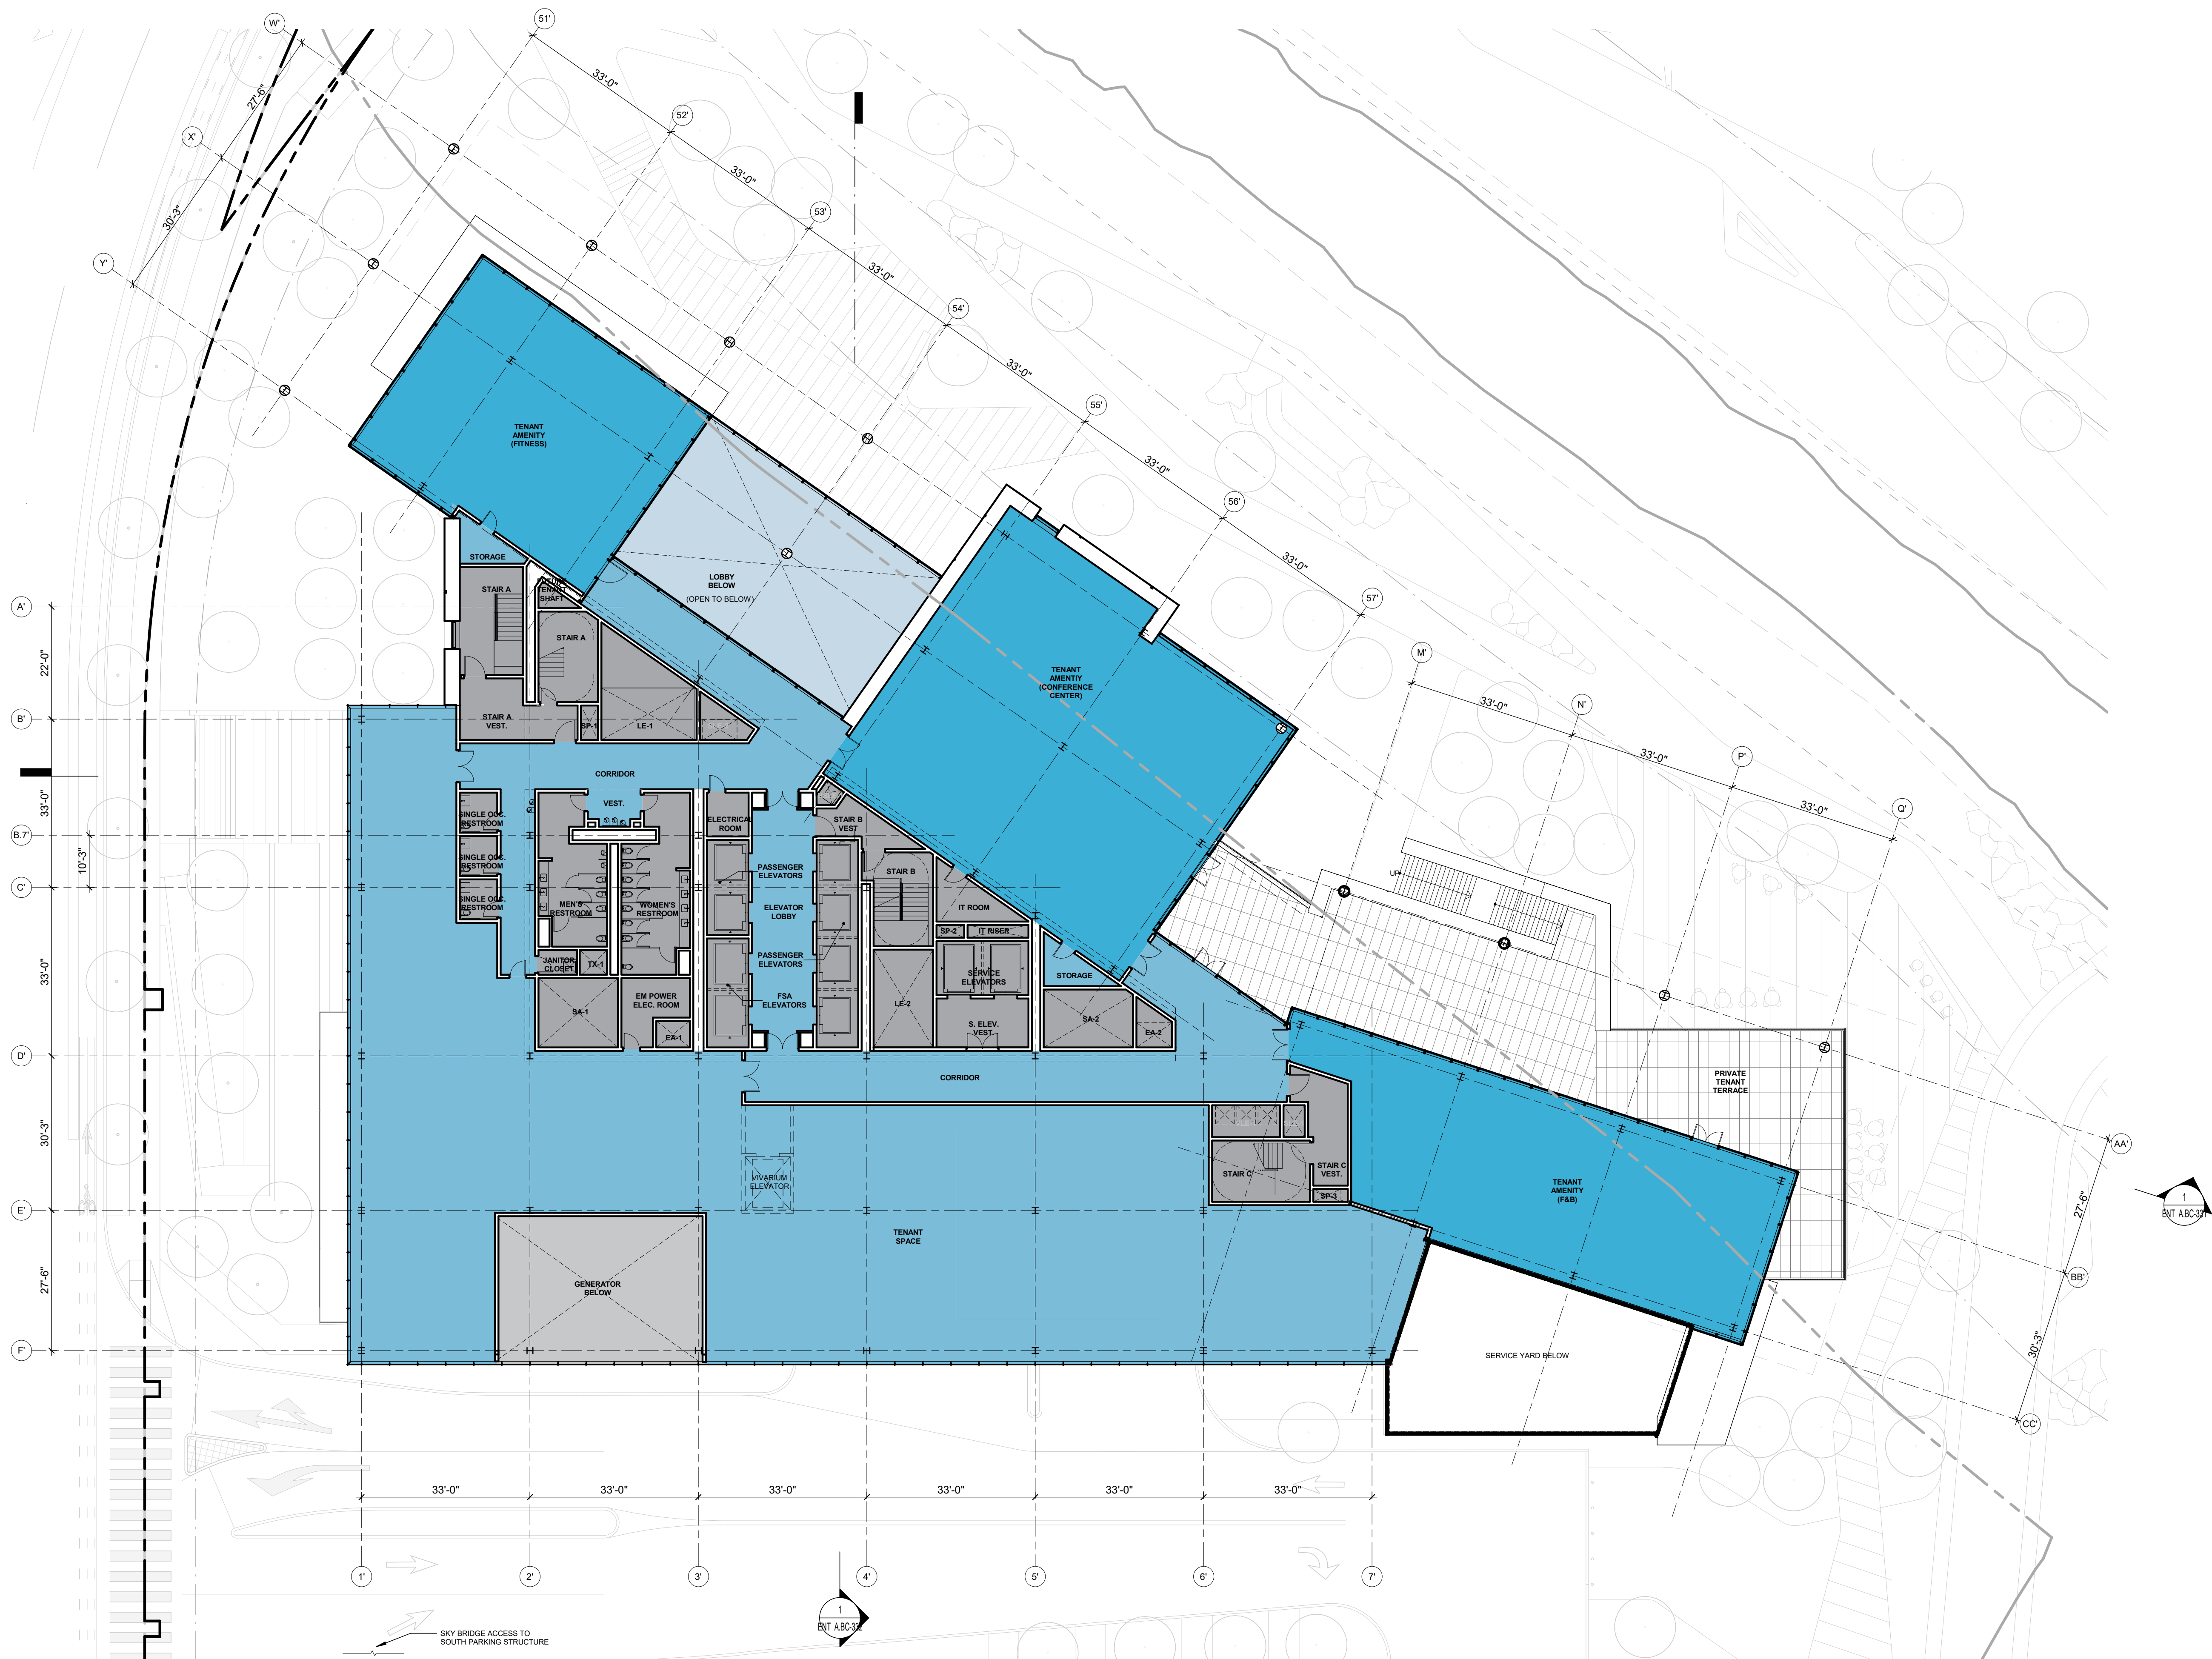 W'
51'
27'-6"
33'-0"
52'
X'
33'-0"
30'-3"
53'
33'-0"
Y'
54'
33'-0"
55'
33'-0"
56'
33'-0"
57'
TENANT
AMENITY
(FITNESS)
STORAGE
STAIR A
TENANT
SHAFT
LOBBY
BELOW
(OPEN TO BELOW)
A'
STAIR A
22'-0"
TENANT
AMENTIY
(CONFERENCE
CENTER)
M'
33'-0"
N'
33'-0"
P'
33'-0"
Q'
B'
STAIR A
VEST.
SP-1
LE-1
CORRIDOR
33'-0"
VEST.
SINGLE OCC.
RESTROOM
ELECTRICAL
ROOM
STAIR B
VEST
B.7'
10'-3"
SINGLE OCC.
RESTROOM
PASSENGER
ELEVATORS
STAIR B
UP
C'
SINGLE OCC.
RESTROOM
MEN'S
RESTROOM
WOMEN'S
RESTROOM
ELEVATOR
LOBBY
IT ROOM
SP-2
IT RISER
33'-0"
JANITOR
CLOSET
TX-1
PASSENGER
ELEVATORS
SERVICE
ELEVATORS
STORAGE
EM POWER
ELEC. ROOM
FSA
ELEVATORS
LE-2
SA-1
EA-1
S. ELEV.
VEST.
SA-2
EA-2
D'
CORRIDOR
PRIVATE
TENANT
TERRACE
30'-3"
AA'
VIVARIUM
ELEVATOR
STAIR C
STAIR C
VEST.
SP-3
TENANT
AMENITY
(F&B)
27'-6"
1
ENT A.BC-331
E'
TENANT
SPACE
27'-6"
GENERATOR
BELOW
BB'
30'-3"
F'
SERVICE YARD BELOW
CC'
33'-0"
33'-0"
33'-0"
33'-0"
33'-0"
33'-0"
1'
2'
3'
4'
5'
6'
7'
1
ENT A.BC-332
SKY BRIDGE ACCESS TO
SOUTH PARKING STRUCTURE